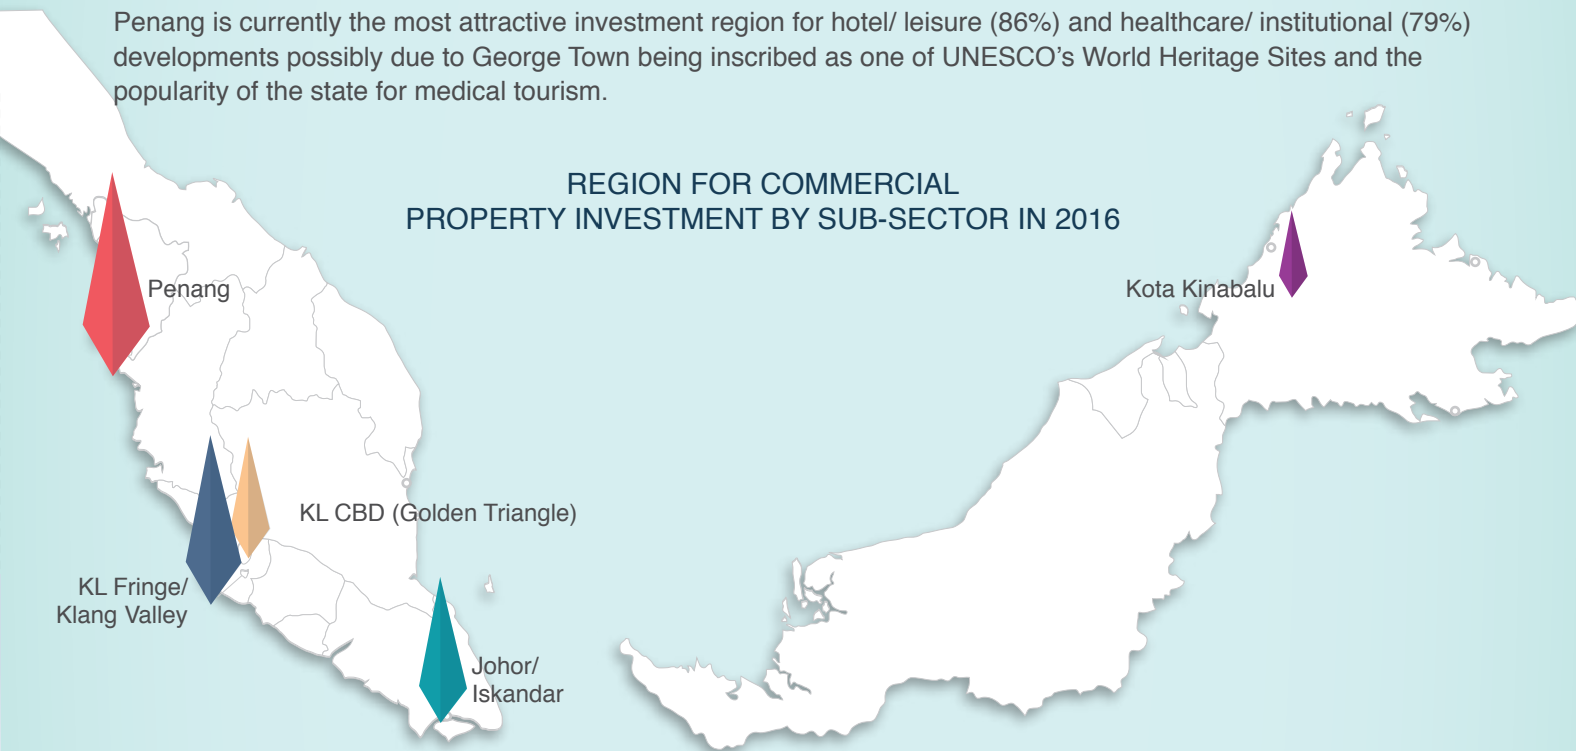 Penang is currently the most attractive investment region for hotel/ leisure (86%) and healthcare/ institutional (79%)
developments possibly due to George Town being inscribed as one of UNESCO’s World Heritage Sites and the
popularity of the state for medical tourism.
REGION FOR COMMERCIAL
PROPERTY INVESTMENT BY SUB-SECTOR IN 2016
Penang
Kota Kinabalu
KL CBD (Golden Triangle)
KL Fringe/
Klang Valley
Johor/
Iskandar